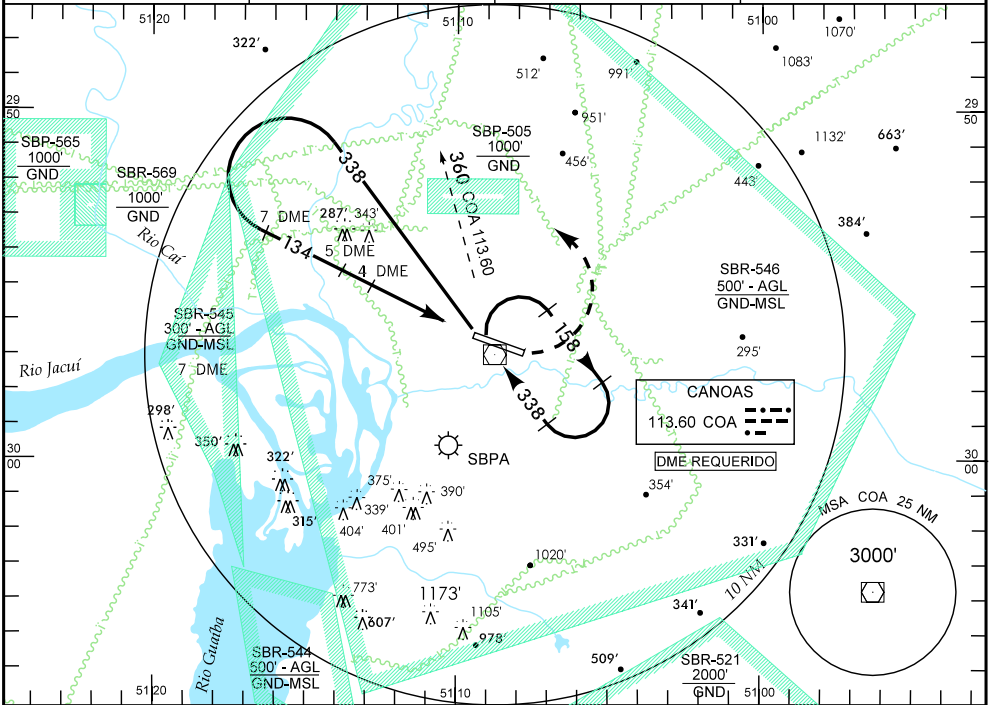 51 20
51 10
51 00
1070'
322'
1083'
512'
991'
29
50
29
50
951'
SBP-565
1000'
GND
SBP-505
1000'
GND
1132'
663'
456'
443'
SBR-569
1000'
GND
338
360 COA 113.60
7 DME
287'
343'
384'
Rio Caí
134
5 DME
4 DME
SBR-546
500' - AGL
GND-MSL
SBR-545
300' - AGL
GND-MSL
158
295'
Rio Jacuí
7 DME
338
CANOAS
113.60 COA
298'
350'
30
00
SBPA
DME REQUERIDO
30
00
322'
375'
390'
354'
315'
339'
404'
401'
MSA COA 25 NM
495'
331'
3000'
1020'
10 NM
773'
1173'
1105'
341'
607'
978'
Rio Guaíba
SBR-544
500' - AGL
GND-MSL
509'
SBR-521
2000'
GND
51 20
51 10
51 00